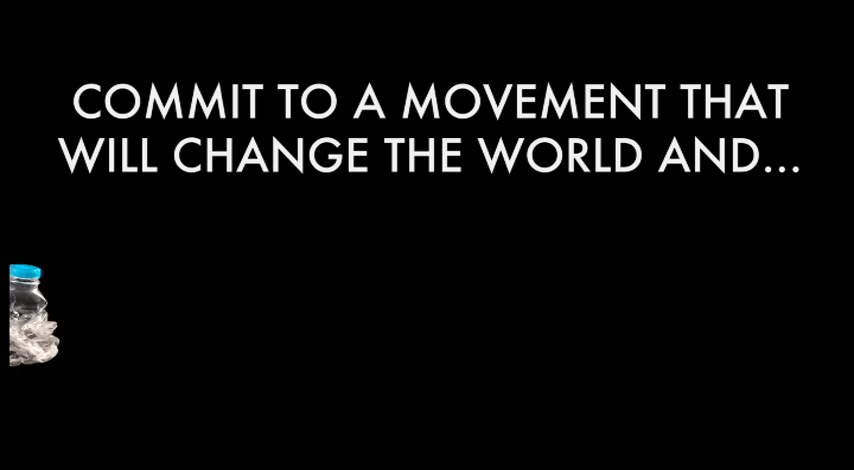 COMMIT TO A MOVEMENT THAT
WILL CHANGE THE WORLD AND...